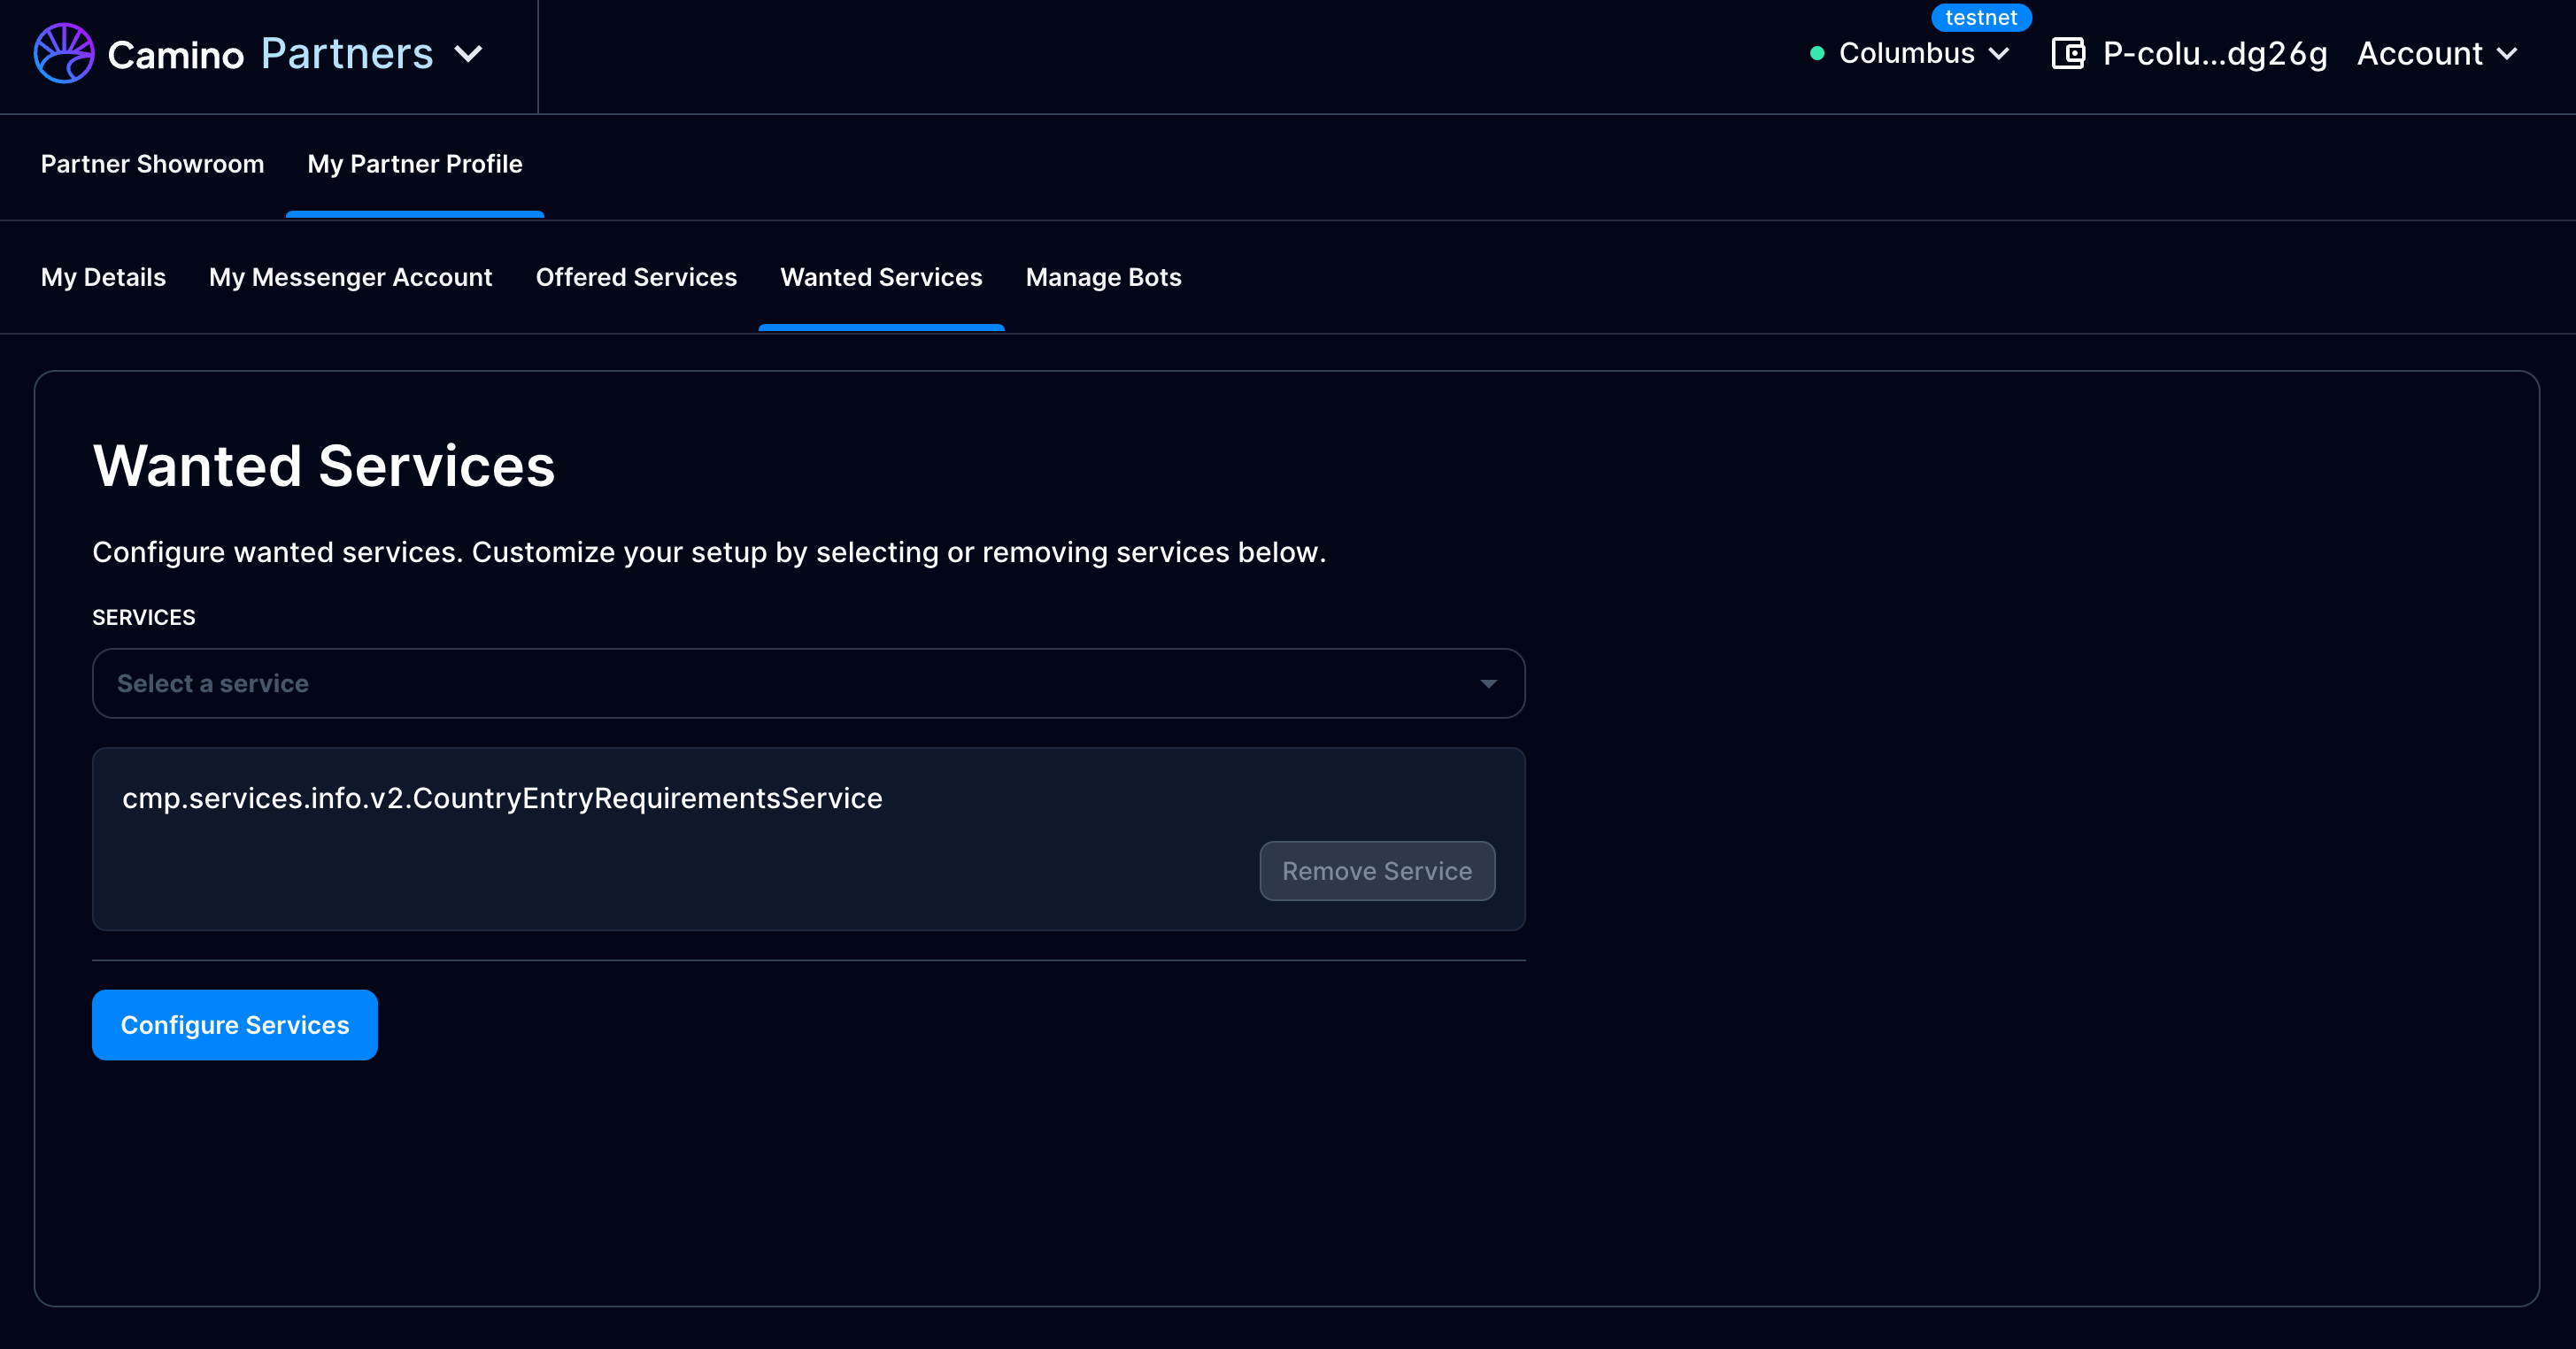 Camino Partners
testnet
Columbus
P-colu...dg26g
Account
Partner Showroom
My Partner Profile
My Details
My Messenger Account
Offered Services
Wanted Services
Manage Bots
Wanted Services
Configure wanted services. Customize your setup by selecting or removing services below.
SERVICES
Select a service
cmp.services.info.v2.CountryEntryRequirementsService
Remove Service
Configure Services